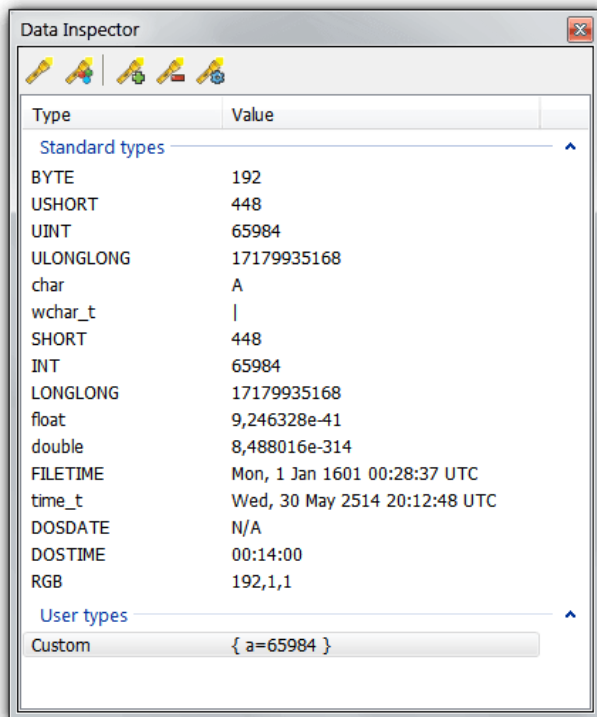 Data Inspector
Type Value
Standard types
BYTE 192
USHORT 448
UINT 65984
ULONGLONG 17179935168
char A
wchar_t |
SHORT 448
INT 65984
LONGLONG 17179935168
float 9,246328e-41
double 8,488016e-314
FILETIME Mon, 1 Jan 1601 00:28:37 UTC
time_t Wed, 30 May 2514 20:12:48 UTC
DOSDATE N/A
DOSTIME 00:14:00
RGB 192,1,1
User types
Custom { a=65984 }